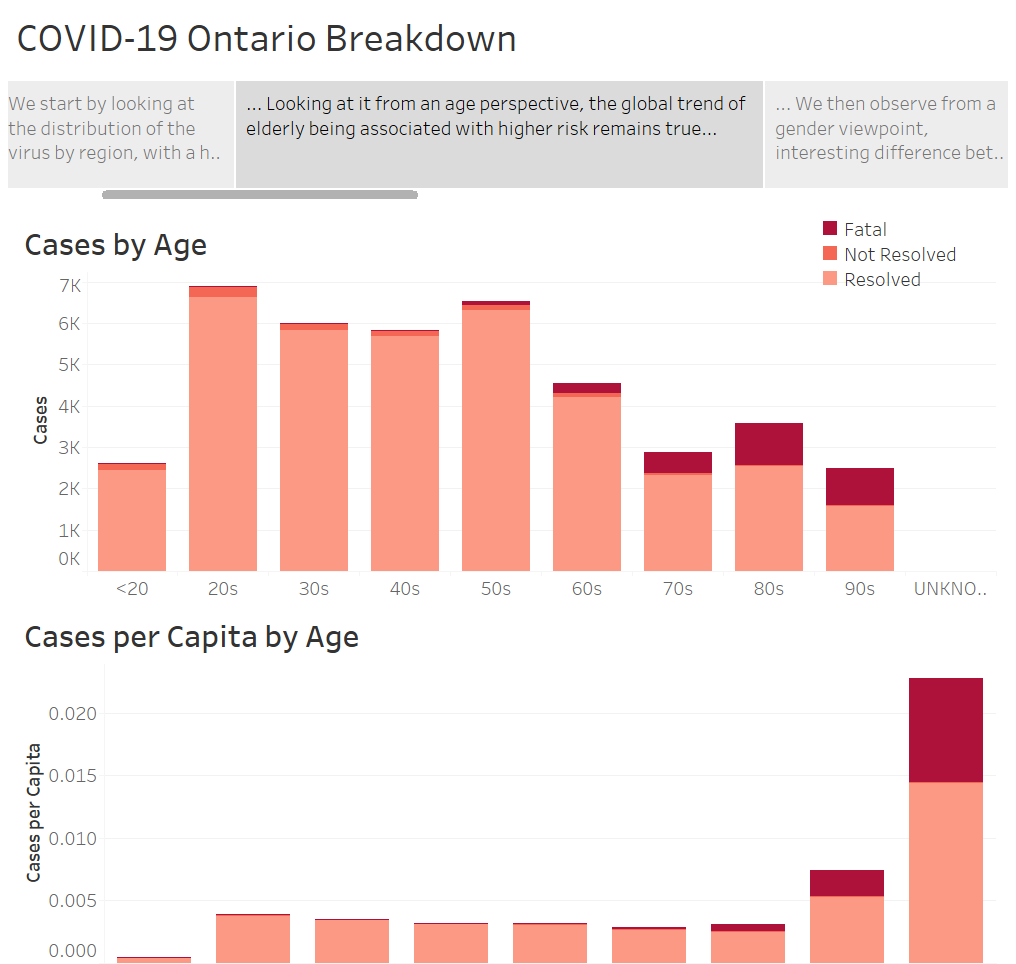 COVID-19 Ontario Breakdown
We start by looking at
the distribution of the
virus by region, with a h..
... Looking at it from an age perspective, the global trend of
elderly being associated with higher risk remains true...
... We then observe from a
gender viewpoint,
interesting difference bet..
Cases by Age
Fatal
Not Resolved
Resolved
Cases
7K
6K
5K
4K
3K
2K
1K
0K
<20 20s 30s 40s 50s 60s 70s 80s 90s UNKNO..
Cases per Capita by Age
Cases per Capita
0.020
0.015
0.010
0.005
0.000